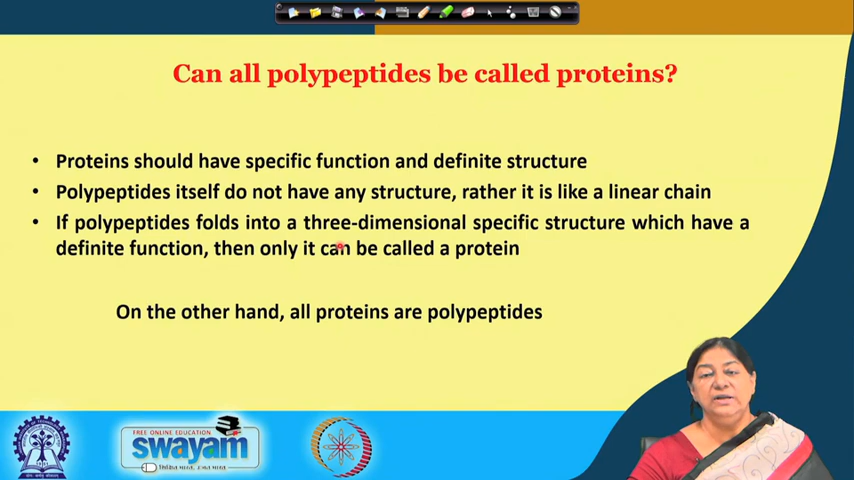 Can all polypeptides be called proteins?
• Proteins should have specific function and definite structure
• Polypeptides itself do not have any structure, rather it is like a linear chain
• If polypeptides folds into a three-dimensional specific structure which have a
definite function, then only it can be called a protein
On the other hand, all proteins are polypeptides
FREE ONLINE EDUCATION
swayam